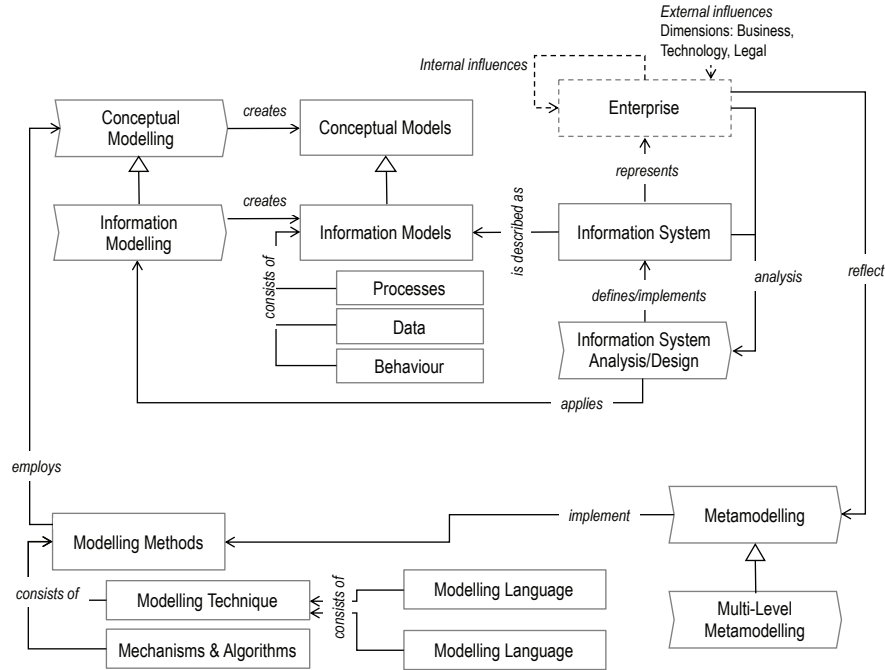 External influences
Dimensions: Business,
Technology, Legal
Internal influences
Enterprise
Conceptual
Modelling
creates
Conceptual Models
represents
Information
Modelling
creates
Information Models
is described as
Information System
consists of
Processes
Data
Behaviour
defines/implements
analysis
reflect
Information System
Analysis/Design
applies
employs
Modelling Methods
implement
Metamodelling
consists of
Modelling Technique
consists of
Modelling Language
Mechanisms & Algorithms
Modelling Language
Multi-Level
Metamodelling